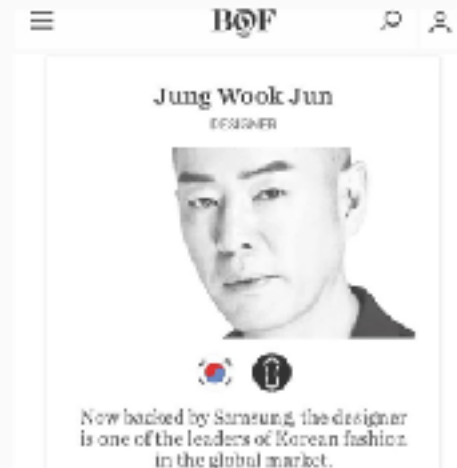 BOF
Jung Wook Jun
DESIGNER
Now backed by Samsung, the designer
is one of the leaders of Korean fashion
in the global market.